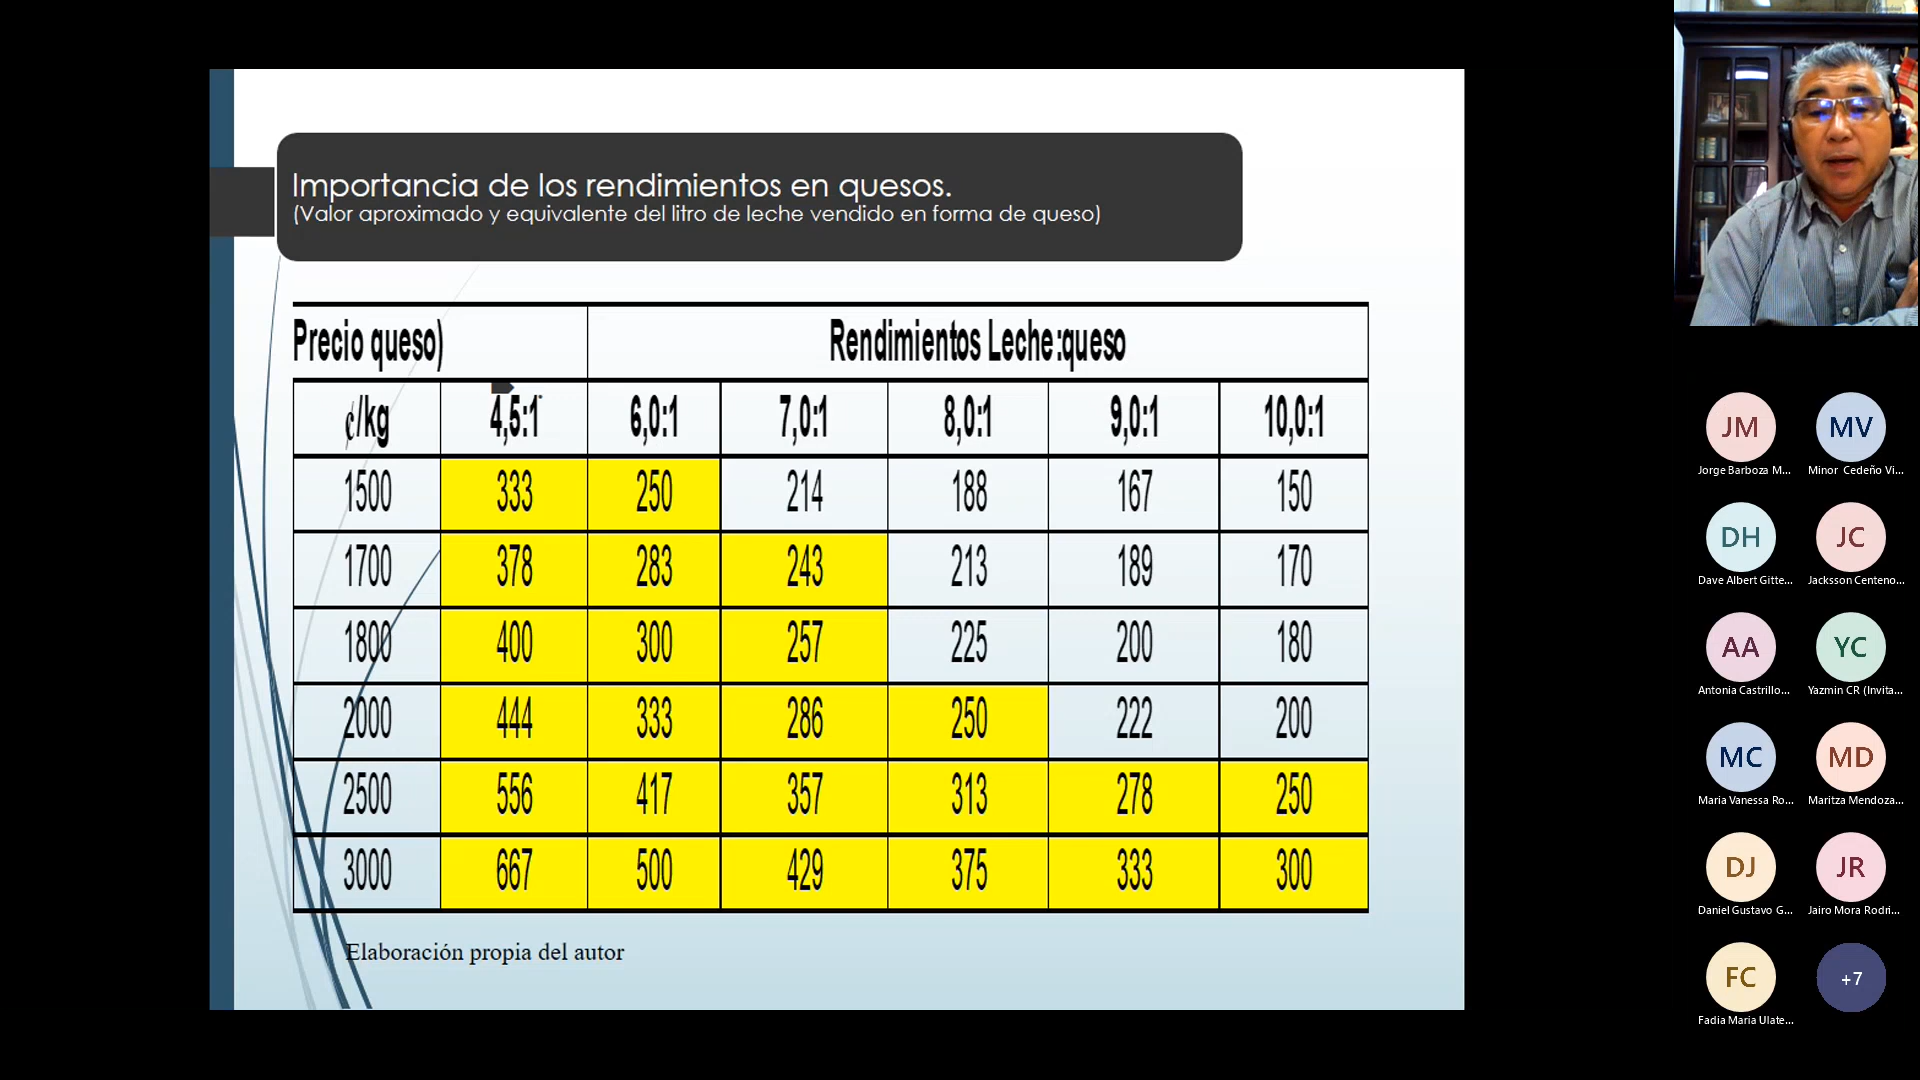 Importancia de los rendimientos en quesos.
(Valor aproximado y equivalente del litro de leche vendido en forma de queso)
Precio queso) Rendimientos Leche:queso
¢/kg 4,5:1 6,0:1 7,0:1 8,0:1 9,0:1 10,0:1
1500 333 250 214 188 167 150
1700 378 283 243 213 189 170
1800 400 300 257 225 200 180
2000 444 333 286 250 222 200
2500 556 417 357 313 278 250
3000 667 500 429 375 333 300
Elaboración propia del autor
JM MV
Jorge Barboza M... Minor Cedeño Vi...
DH JC
Dave Albert Gitte... Jacksson Centeno...
AA YC
Antonia Castrillo... Yazmin CR (Invita...
MC MD
Maria Vanessa Ro... Maritza Mendoza...
DJ JR
Daniel Gustavo G... Jairo Mora Rodri...
FC +7
Fadia Maria Ulate...